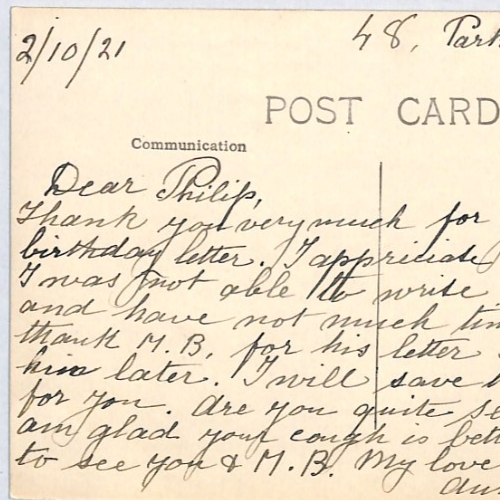 2/10/21
48, Park
POST CARD
Communication
Dear Philip,
Thank you very much for
birthday letter. I appreciate
I was not able to write
and have not much tim
thank M. B. for his letter
him later. I will save s
for you. Are you quite se
am glad your cough is bett
to see you & M. B. My love